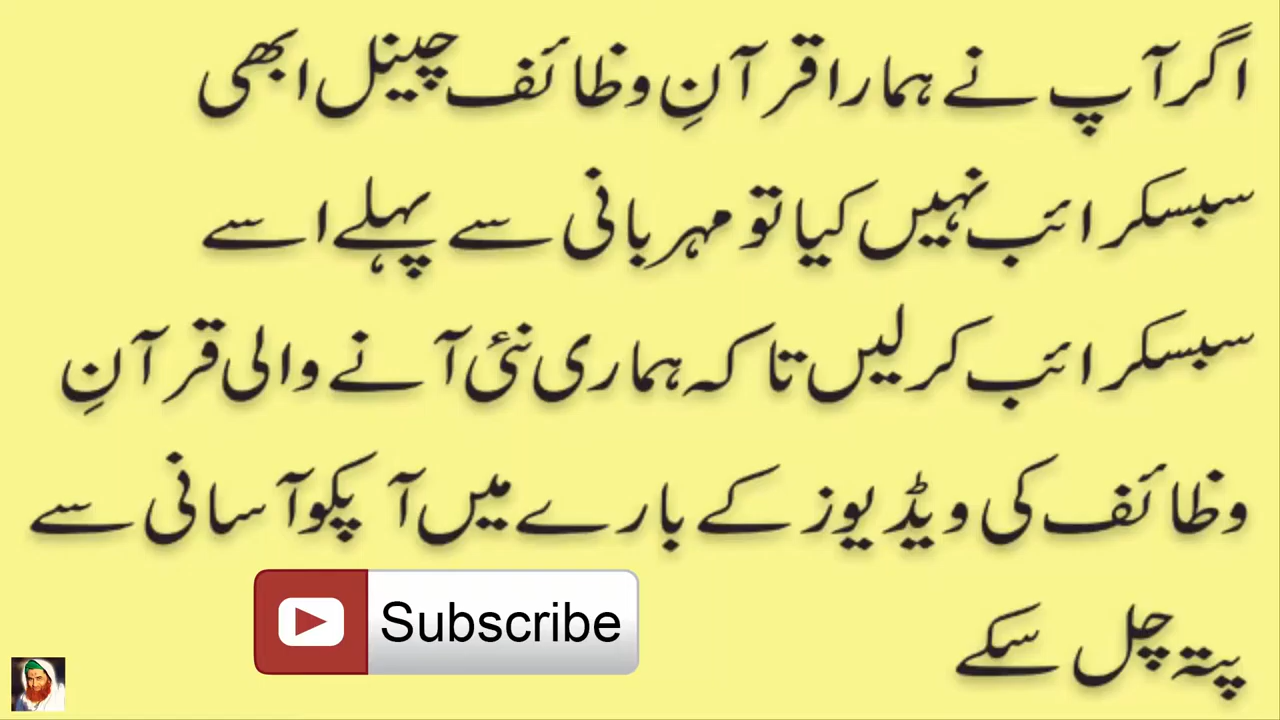 اگر آپ نے ہمارا قرآنِ وظائف چینل ابھی
سبسکرائب نہیں کیا تو مہربانی سے پہلے اسے
سبسکرائب کرلیں تاکہ ہماری نئی آنے والی قرآنِ
وظائف کی ویڈیوز کے بارے میں آپکو آسانی سے
پتہ چل سکے
Subscribe